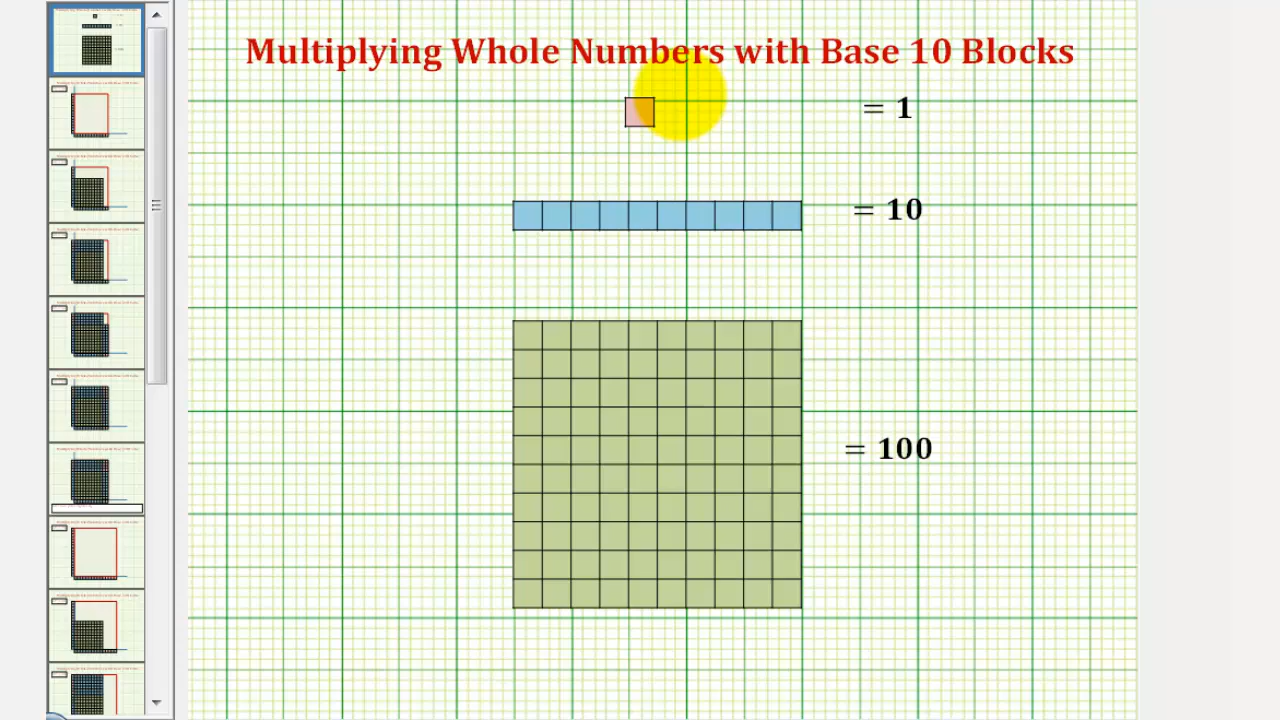 Multiplying Whole Numbers with Base 10 Blocks
= 1
= 10
= 100